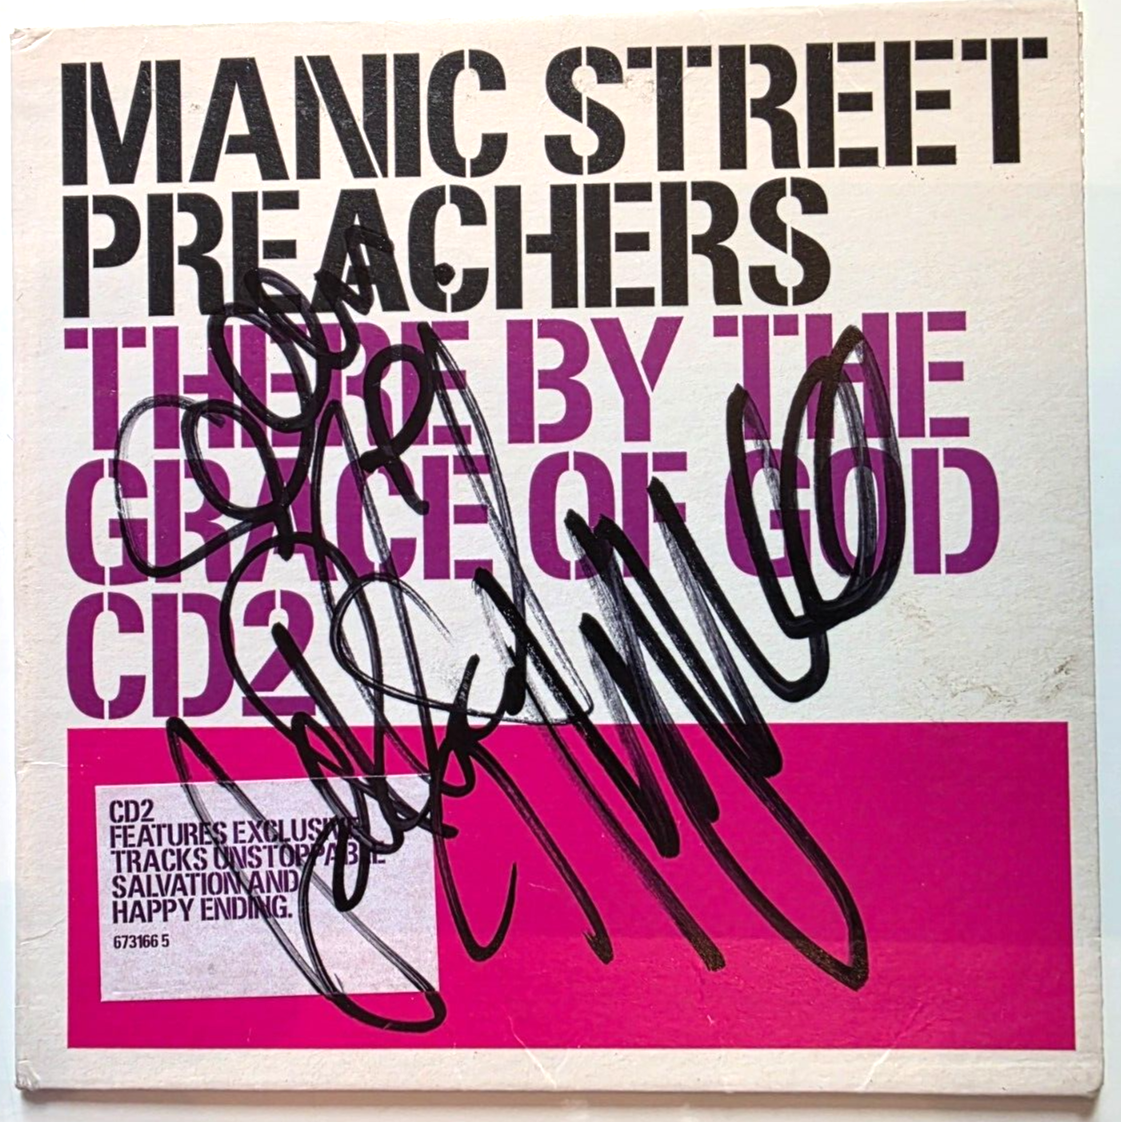 MANIC STREET
PREACHERS
THERE BY THE
GRACE OF GOD
CD2
CD2
FEATURES EXCLUSIVE
TRACKS UNSTOPPABLE
SALVATION AND
HAPPY ENDING.
673166 5